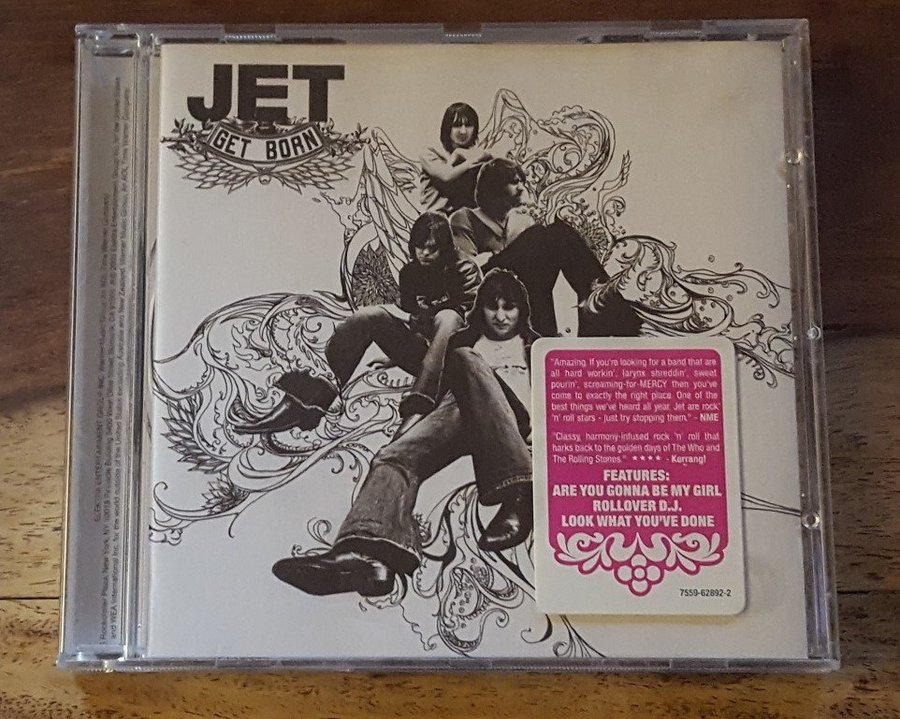 JET
GET BORN
"Amazing. If you're looking for a band that are
all hard workin', larynx shreddin', sweat
pourin', screaming-for-MERCY then you've
come to exactly the right place. One of the
best things we've heard all year. Jet are rock
'n' roll stars - just try stopping them." - NME
"Classy, harmony-infused rock 'n' roll that
harks back to the golden days of The Who and
The Rolling Stones." ★★★★ - Kerrang!
FEATURES:
ARE YOU GONNA BE MY GIRL
ROLLOVER D.J.
LOOK WHAT YOU'VE DONE
7559-62892-2